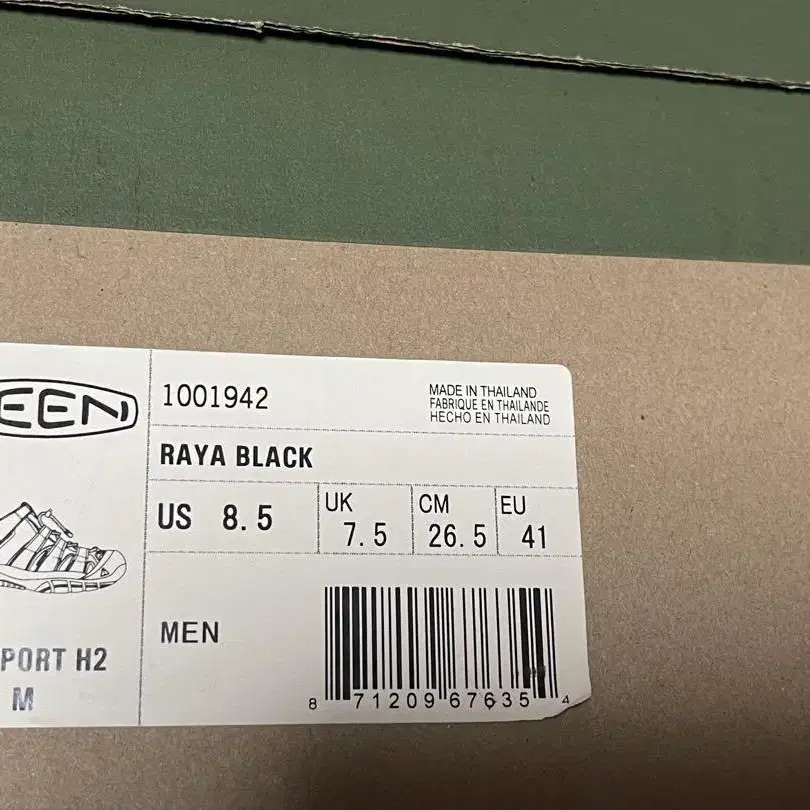 EEN
1001942
MADE IN THAILAND
FABRIQUE EN THAILANDE
HECHO EN THAILAND
RAYA BLACK
US 8.5
UK 7.5
CM 26.5
EU 41
PORT H2
M
MEN
8 71209 67635 4